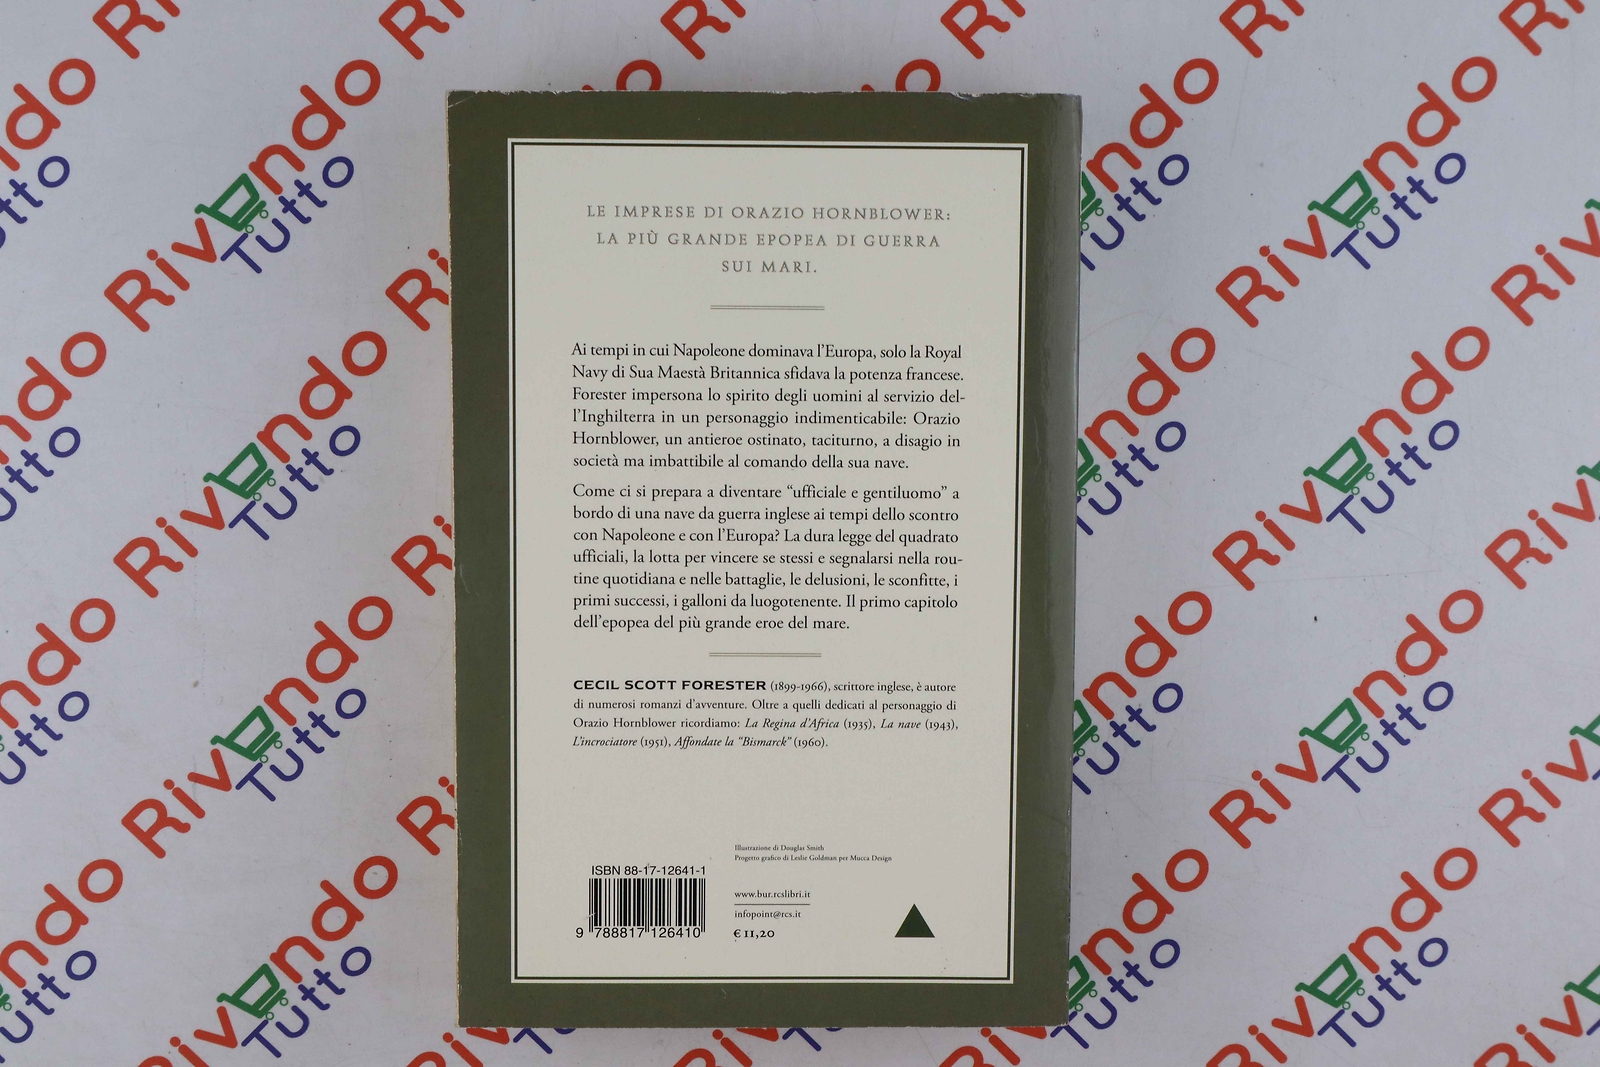 LE IMPRESE DI ORAZIO HORNBLOWER:
LA PIÙ GRANDE EPOPEA DI GUERRA
SUI MARI.
Ai tempi in cui Napoleone dominava l'Europa, solo la Royal
Navy di Sua Maestà Britannica sfidava la potenza francese.
Forester impersona lo spirito degli uomini al servizio del-
l'Inghilterra in un personaggio indimenticabile: Orazio
Hornblower, un antieroe ostinato, taciturno, a disagio in
società ma imbattibile al comando della sua nave.
Come ci si prepara a diventare “ufficiale e gentiluomo” a
bordo di una nave da guerra inglese ai tempi dello scontro
con Napoleone e con l'Europa? La dura legge del quadrato
ufficiali, la lotta per vincere se stessi e segnalarsi nella rou-
tine quotidiana e nelle battaglie, le delusioni, le sconfitte, i
primi successi, i galloni da luogotenente. Il primo capitolo
dell'epopea del più grande eroe del mare.
CECIL SCOTT FORESTER (1899-1966), scrittore inglese, è autore
di numerosi romanzi d'avventure. Oltre a quelli dedicati al personaggio di
Orazio Hornblower ricordiamo: La Regina d'Africa (1935), La nave (1943),
L'incrociatore (1951), Affondate la “Bismarck” (1960).
Illustrazione di Douglas Smith
Progetto grafico di Leslie Goldman per Mucca Design
ISBN 88-17-12641-1
9 788817 126410
www.bur.rcslibri.it
infopoint@rcs.it
€ 11,20
Rivendo
Tutto